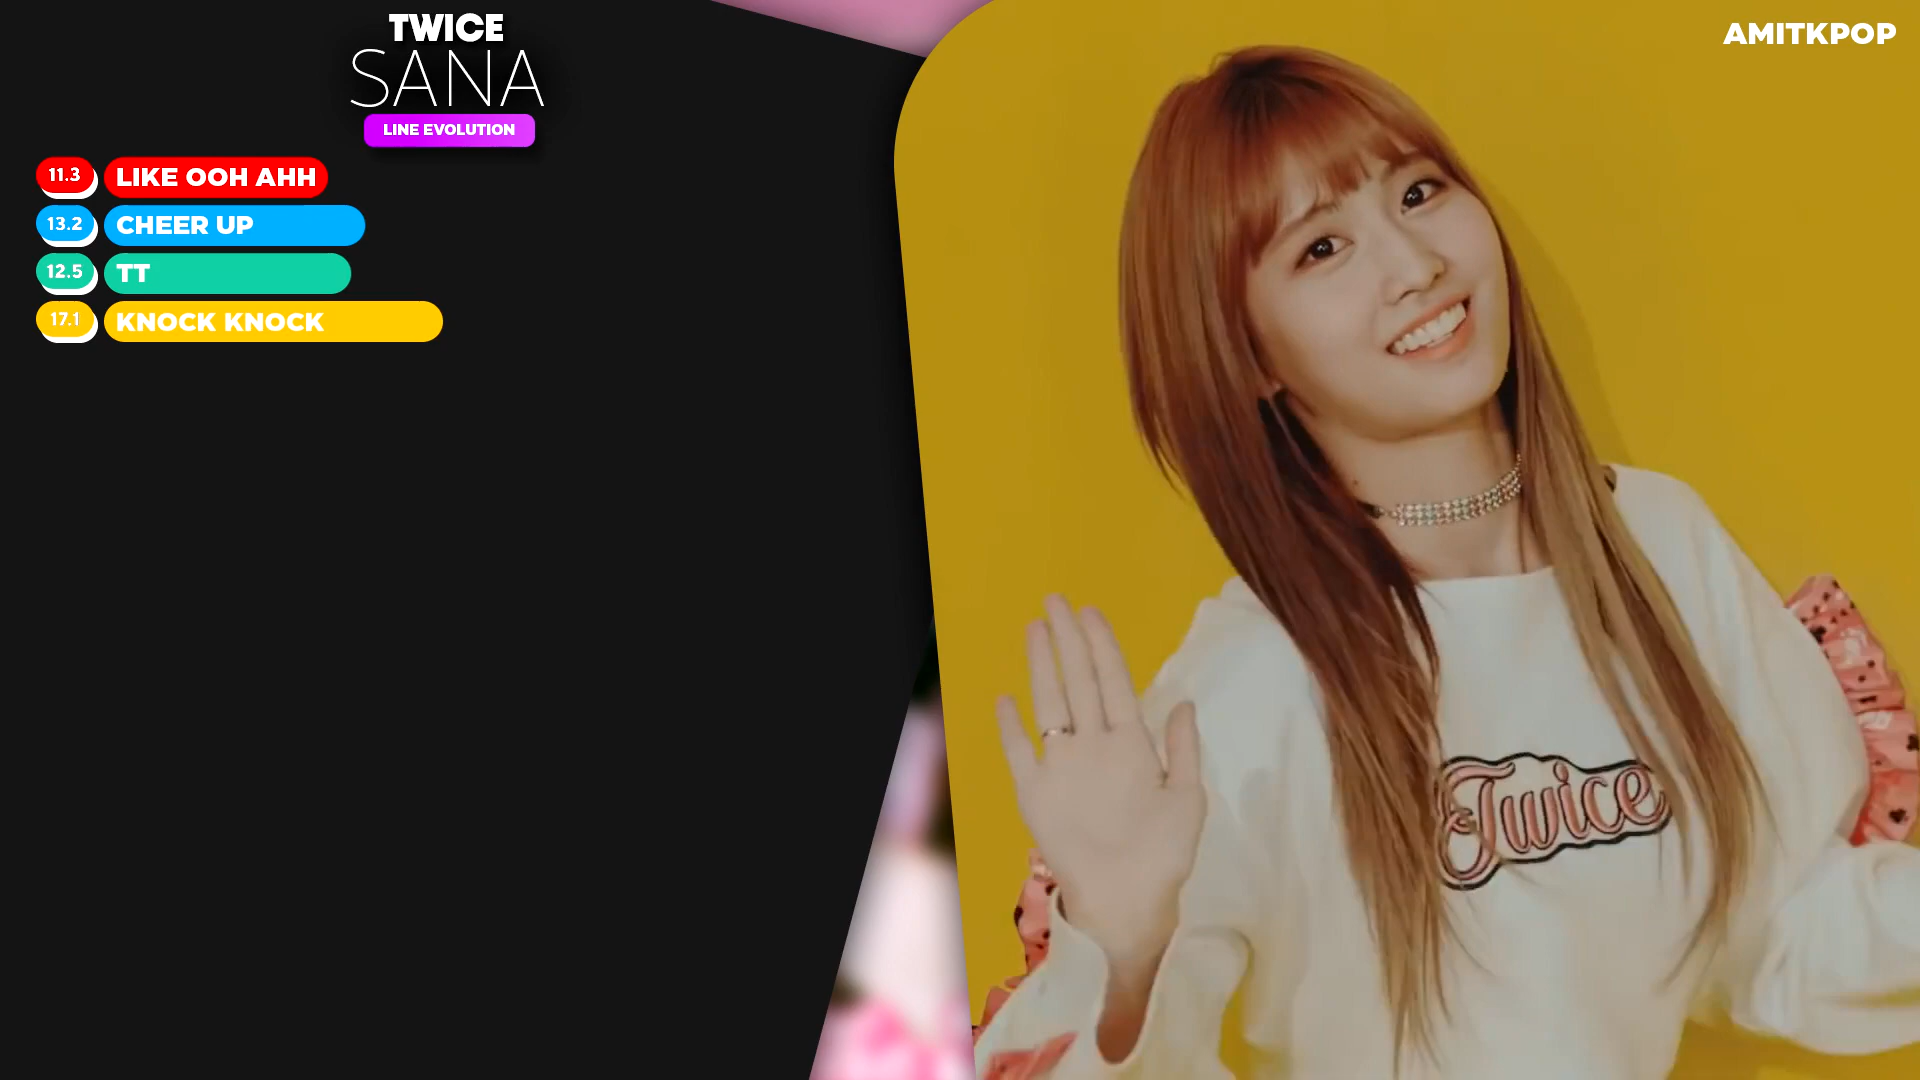 TWICE
SANA
LINE EVOLUTION
AMITKPOP
11.3 LIKE OOH AHH
13.2 CHEER UP
12.5 TT
17.1 KNOCK KNOCK
Twice